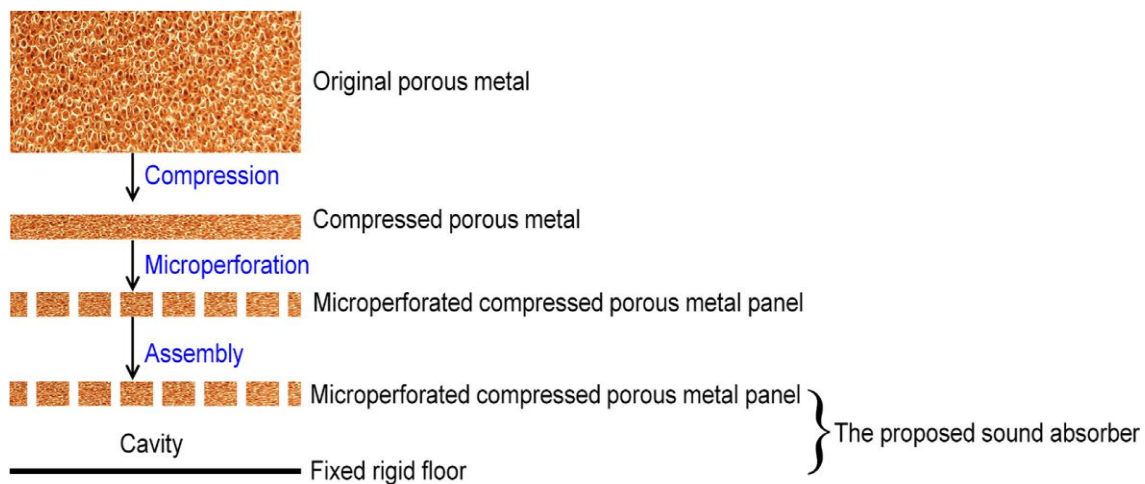 Original porous metal
Compression
Compressed porous metal
Microperforation
Microperforated compressed porous metal panel
Assembly
Microperforated compressed porous metal panel
The proposed sound absorber
Cavity
Fixed rigid floor